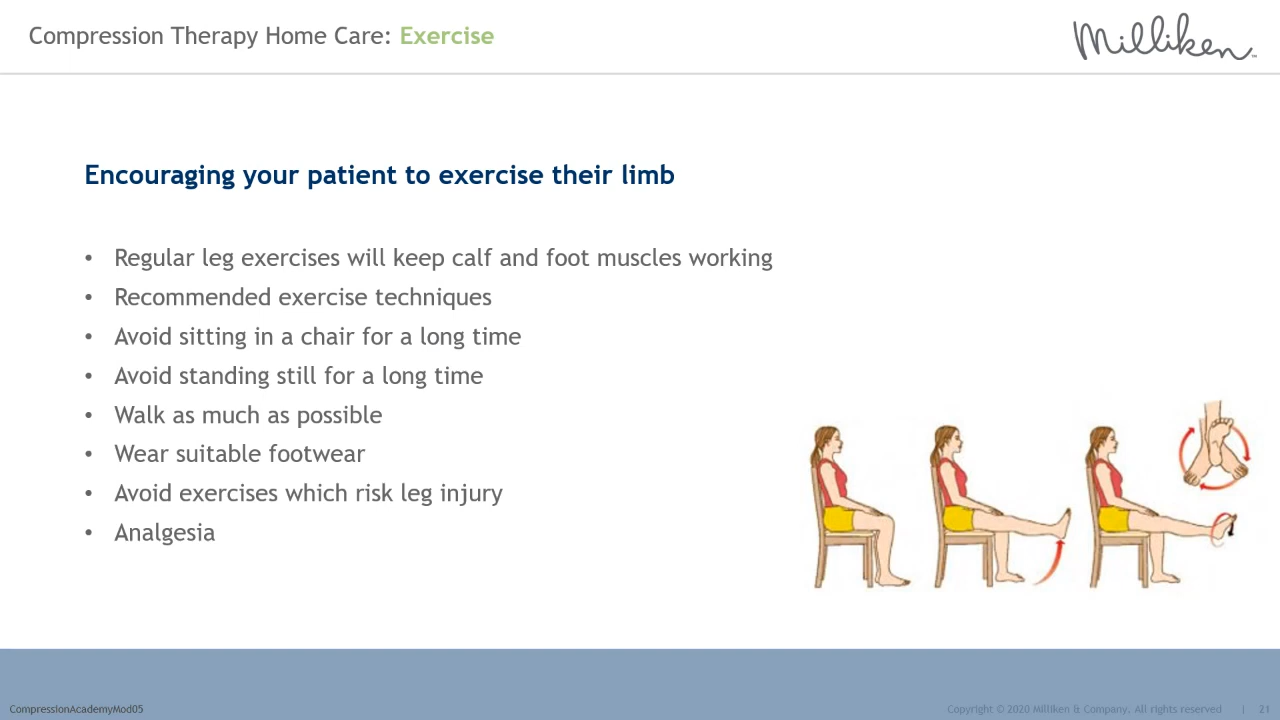 Compression Therapy Home Care: Exercise
Milliken™
Encouraging your patient to exercise their limb
• Regular leg exercises will keep calf and foot muscles working
• Recommended exercise techniques
• Avoid sitting in a chair for a long time
• Avoid standing still for a long time
• Walk as much as possible
• Wear suitable footwear
• Avoid exercises which risk leg injury
• Analgesia
CompressionAcademyMod05
Copyright © 2020 Milliken & Company. All rights reserved | 21